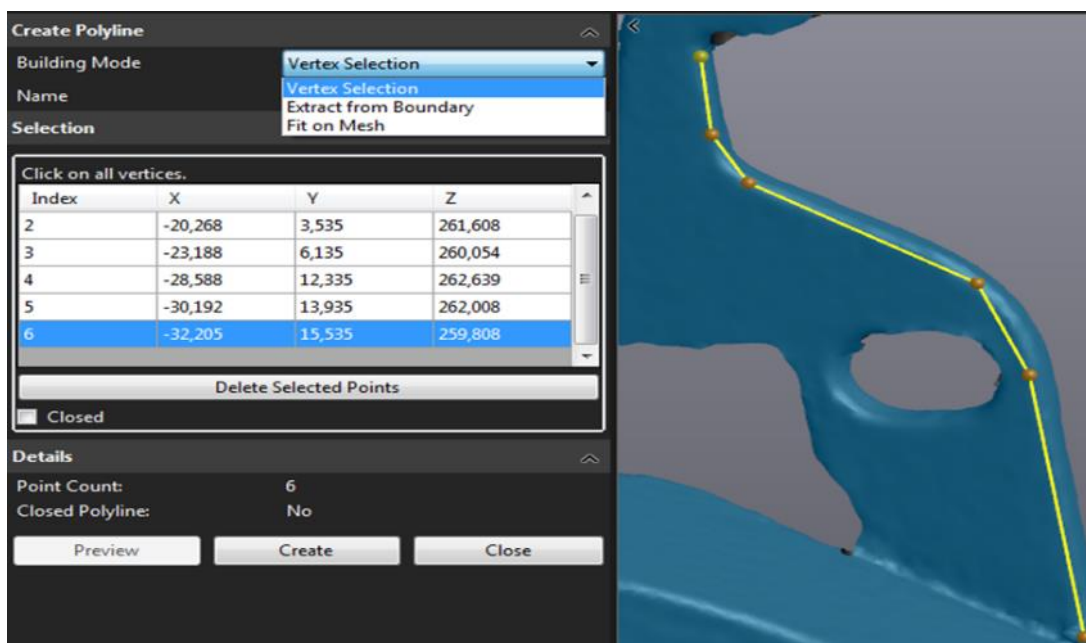 Create Polyline
Building Mode Vertex Selection
Vertex Selection
Name
Extract from Boundary
Selection
Fit on Mesh
Click on all vertices.
Index X Y Z
2 -20,268 3,535 261,608
3 -23,188 6,135 260,054
4 -28,588 12,335 262,639
5 -30,192 13,935 262,008
6 -32,205 15,535 259,808
Delete Selected Points
Closed
Details
Point Count: 6
Closed Polyline: No
Preview Create Close